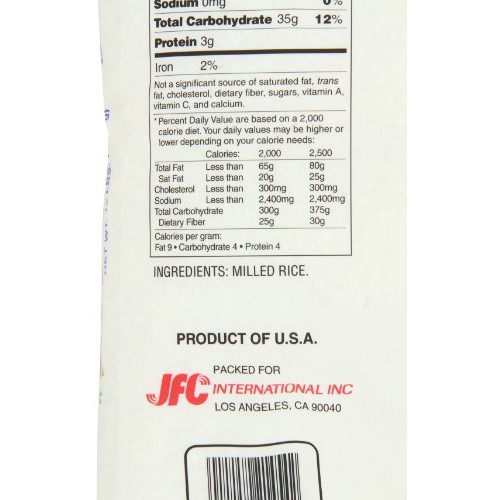 Sodium 0mg 0%
Total Carbohydrate 35g 12%
Protein 3g
Iron 2%
Not a significant source of saturated fat, trans
fat, cholesterol, dietary fiber, sugars, vitamin A,
vitamin C, and calcium.
*Percent Daily Value are based on a 2,000
calorie diet. Your daily values may be higher or
lower depending on your calorie needs:
Calories: 2,000 2,500
Total Fat Less than 65g 80g
Sat Fat Less than 20g 25g
Cholesterol Less than 300mg 300mg
Sodium Less than 2,400mg 2,400mg
Total Carbohydrate 300g 375g
Dietary Fiber 25g 30g
Calories per gram:
Fat 9 • Carbohydrate 4 • Protein 4
INGREDIENTS: MILLED RICE.
PRODUCT OF U.S.A.
PACKED FOR
JFC INTERNATIONAL INC
LOS ANGELES, CA 90040